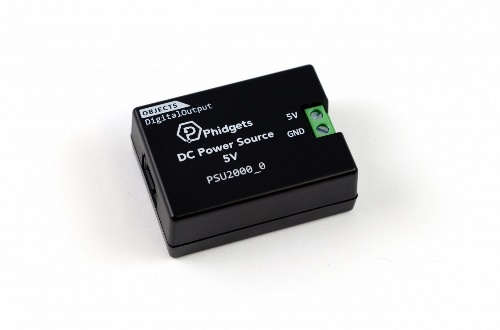 OBJECTS
DigitalOutput
Phidgets
DC Power Source
5V
PSU2000_0
5V
GND